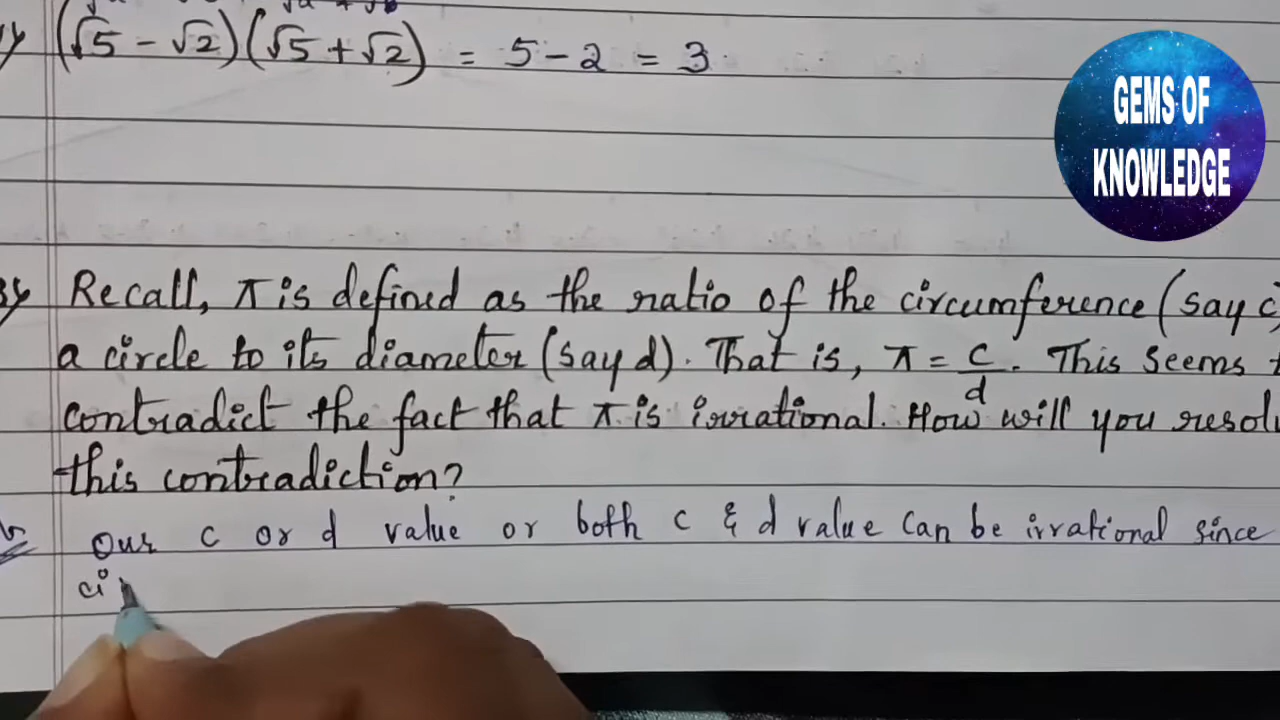 (√5 - √2)(√5 + √2) = 5 - 2 = 3
GEMS OF
KNOWLEDGE
Recall, π is defined as the ratio of the circumference (say c)
a circle to its diameter (say d). That is, π = c/d. This seems
contradict the fact that π is irrational. How will you
this contradiction?
Our c or d value or both c & d value can be irrational since